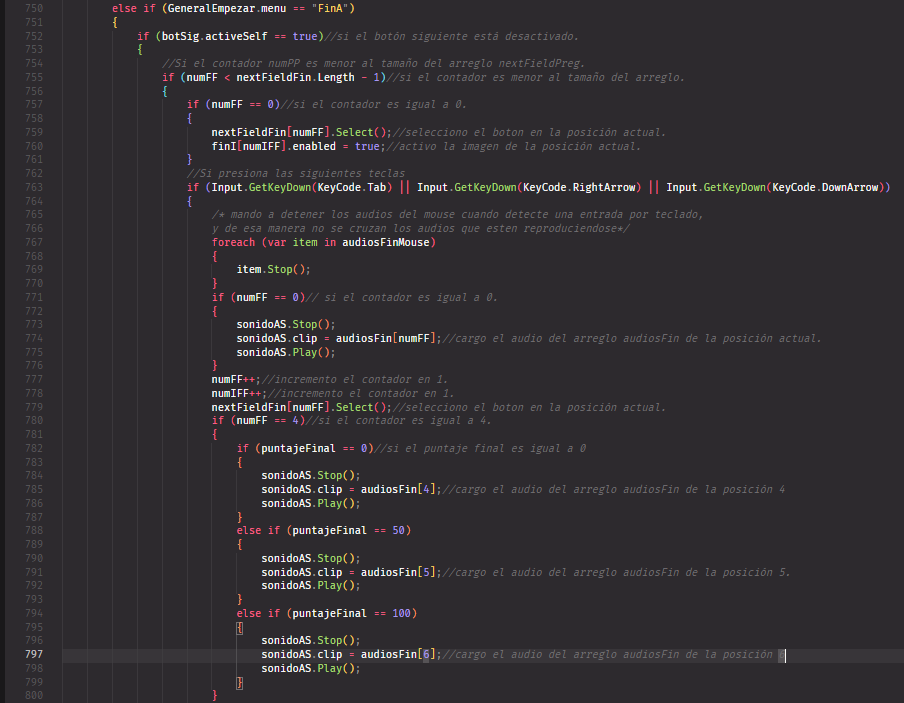 750 else if (GeneralEmpezar.menu == "FinA")
751 {
752 if (botSig.activeSelf == true)//si el botón siguiente está desactivado.
753 {
754 //Si el contador numPP es menor al tamaño del arreglo nextFieldPreg.
755 if (numFF < nextFieldFin.Length - 1)//si el contador es menor al tamaño del arreglo.
756 {
757 if (numFF == 0)//si el contador es igual a 0.
758 {
759 nextFieldFin[numFF].Select();//selecciono el boton en la posición actual.
760 finI[numIFF].enabled = true;//activo la imagen de la posición actual.
761 }
762 //Si presiona las siguientes teclas
763 if (Input.GetKeyDown(KeyCode.Tab) || Input.GetKeyDown(KeyCode.RightArrow) || Input.GetKeyDown(KeyCode.DownArrow))
764 {
765 /* mando a detener los audios del mouse cuando detecte una entrada por teclado,
766 y de esa manera no se cruzan los audios que esten reproduciendose*/
767 foreach (var item in audiosFinMouse)
768 {
769 item.Stop();
770 }
771 if (numFF == 0)// si el contador es igual a 0.
772 {
773 sonidoAS.Stop();
774 sonidoAS.clip = audiosFin[numFF];//cargo el audio del arreglo audiosFin de la posición actual.
775 sonidoAS.Play();
776 }
777 numFF++;//incremento el contador en 1.
778 numIFF++;//incremento el contador en 1.
779 nextFieldFin[numFF].Select();//selecciono el boton en la posición actual.
780 if (numFF == 4)//si el contador es igual a 4.
781 {
782 if (puntajeFinal == 0)//si el puntaje final es igual a 0
783 {
784 sonidoAS.Stop();
785 sonidoAS.clip = audiosFin[4];//cargo el audio del arreglo audiosFin de la posición 4
786 sonidoAS.Play();
787 }
788 else if (puntajeFinal == 50)
789 {
790 sonidoAS.Stop();
791 sonidoAS.clip = audiosFin[5];//cargo el audio del arreglo audiosFin de la posición 5.
792 sonidoAS.Play();
793 }
794 else if (puntajeFinal == 100)
795 {
796 sonidoAS.Stop();
797 sonidoAS.clip = audiosFin[6];//cargo el audio del arreglo audiosFin de la posición
798 sonidoAS.Play();
799 }
800 }